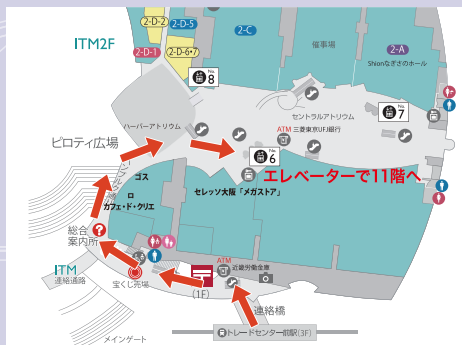 ITM2F
2-D-2
2-D-1
2-D-6・7
2-C
催事場
2-A
Shionなぎさのホール
No.
8
No.
7
ハーバーアトリウム
セントラルアトリウム
ATM 三菱東京UFJ銀行
ピロティ広場
No.
6
エレベーターで11階へ
ゴス
ロ
カフェ・ド・クリエ
セレッソ大阪「メガストア」
総合
案内所
?
ITM
連絡通路
宝くじ売場
ATM
近畿労働金庫
(1F)
連絡橋
トレードセンター前駅(3F)
メインゲート